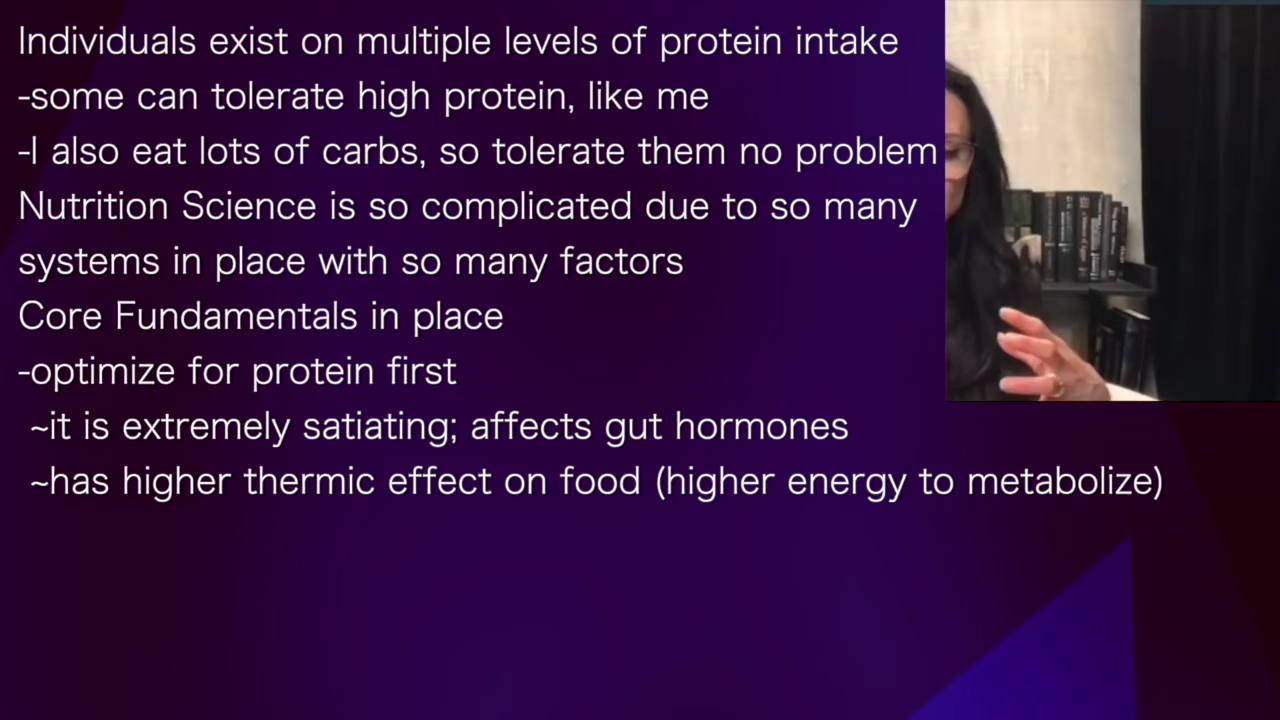 Individuals exist on multiple levels of protein intake
-some can tolerate high protein, like me
-I also eat lots of carbs, so tolerate them no problem
Nutrition Science is so complicated due to so many
systems in place with so many factors
Core Fundamentals in place
-optimize for protein first
~it is extremely satiating; affects gut hormones
~has higher thermic effect on food (higher energy to metabolize)